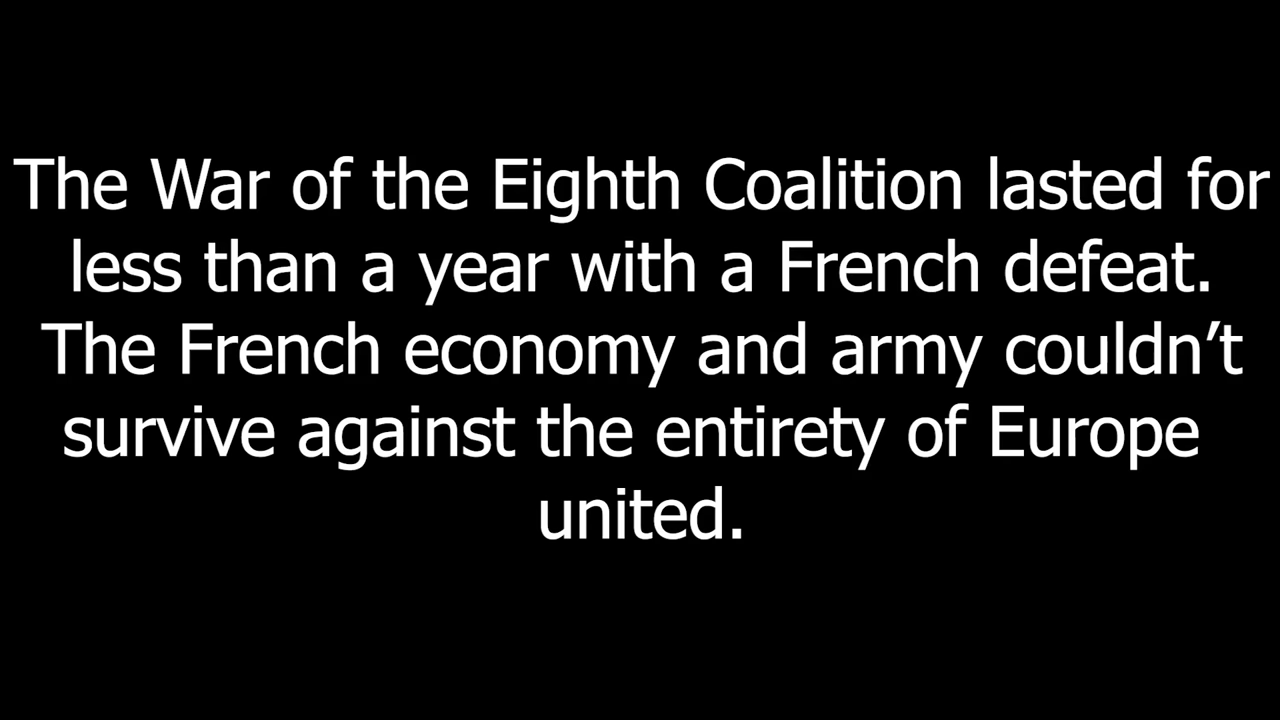 The War of the Eighth Coalition lasted for
less than a year with a French defeat.
The French economy and army couldn’t
survive against the entirety of Europe
united.